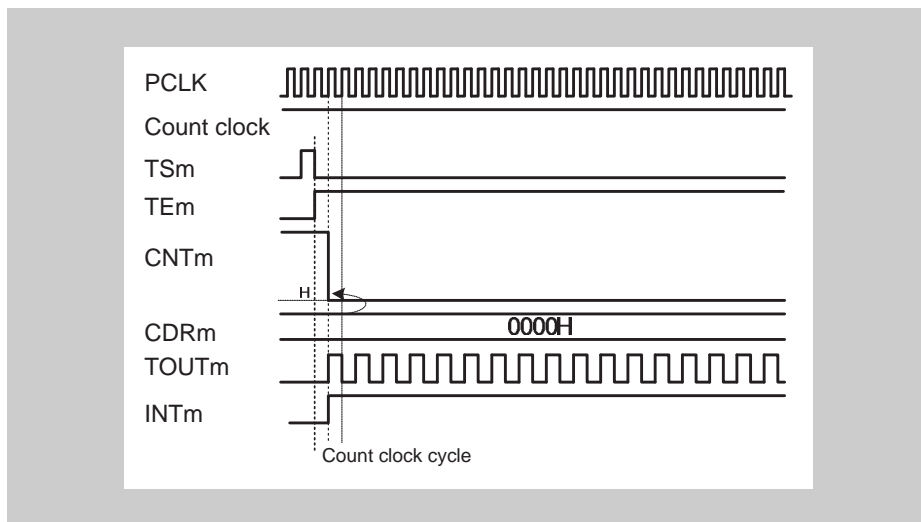 PCLK
Count clock
TSm
TEm
CNTm
H
CDRm
0000H
TOUTm
INTm
Count clock cycle